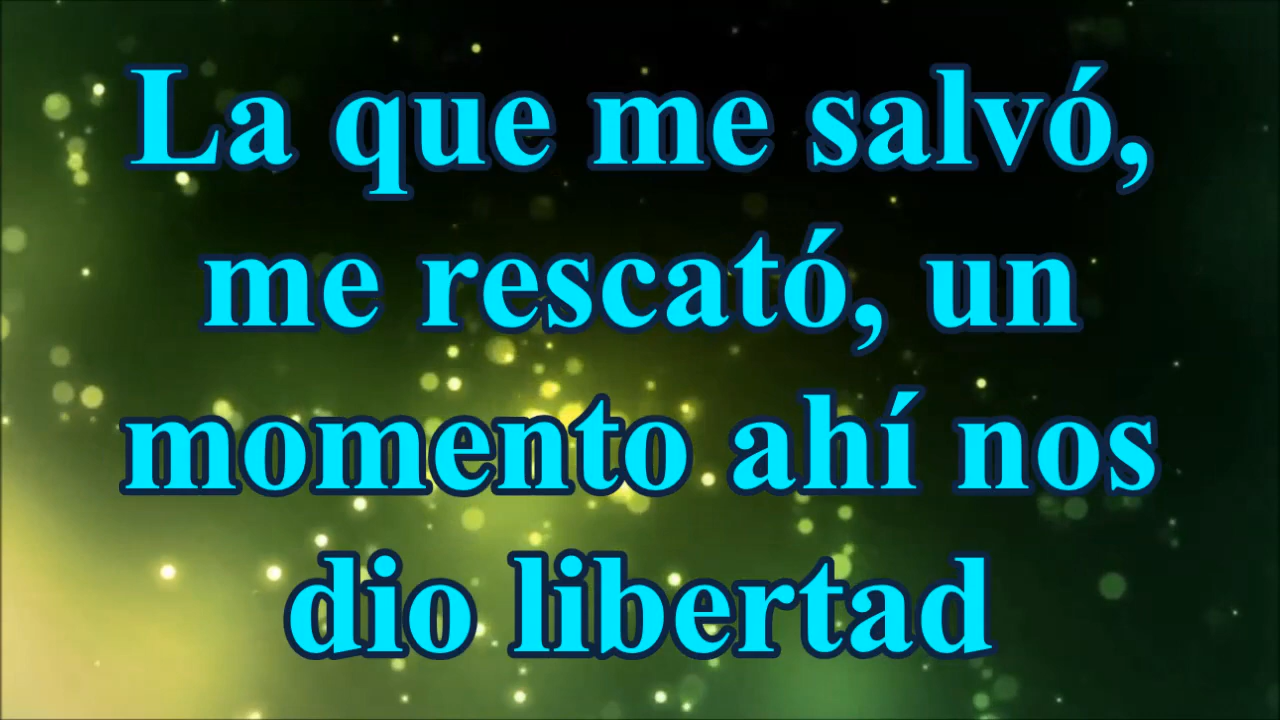 La que me salvó,
me rescató, un
momento ahí nos
dio libertad